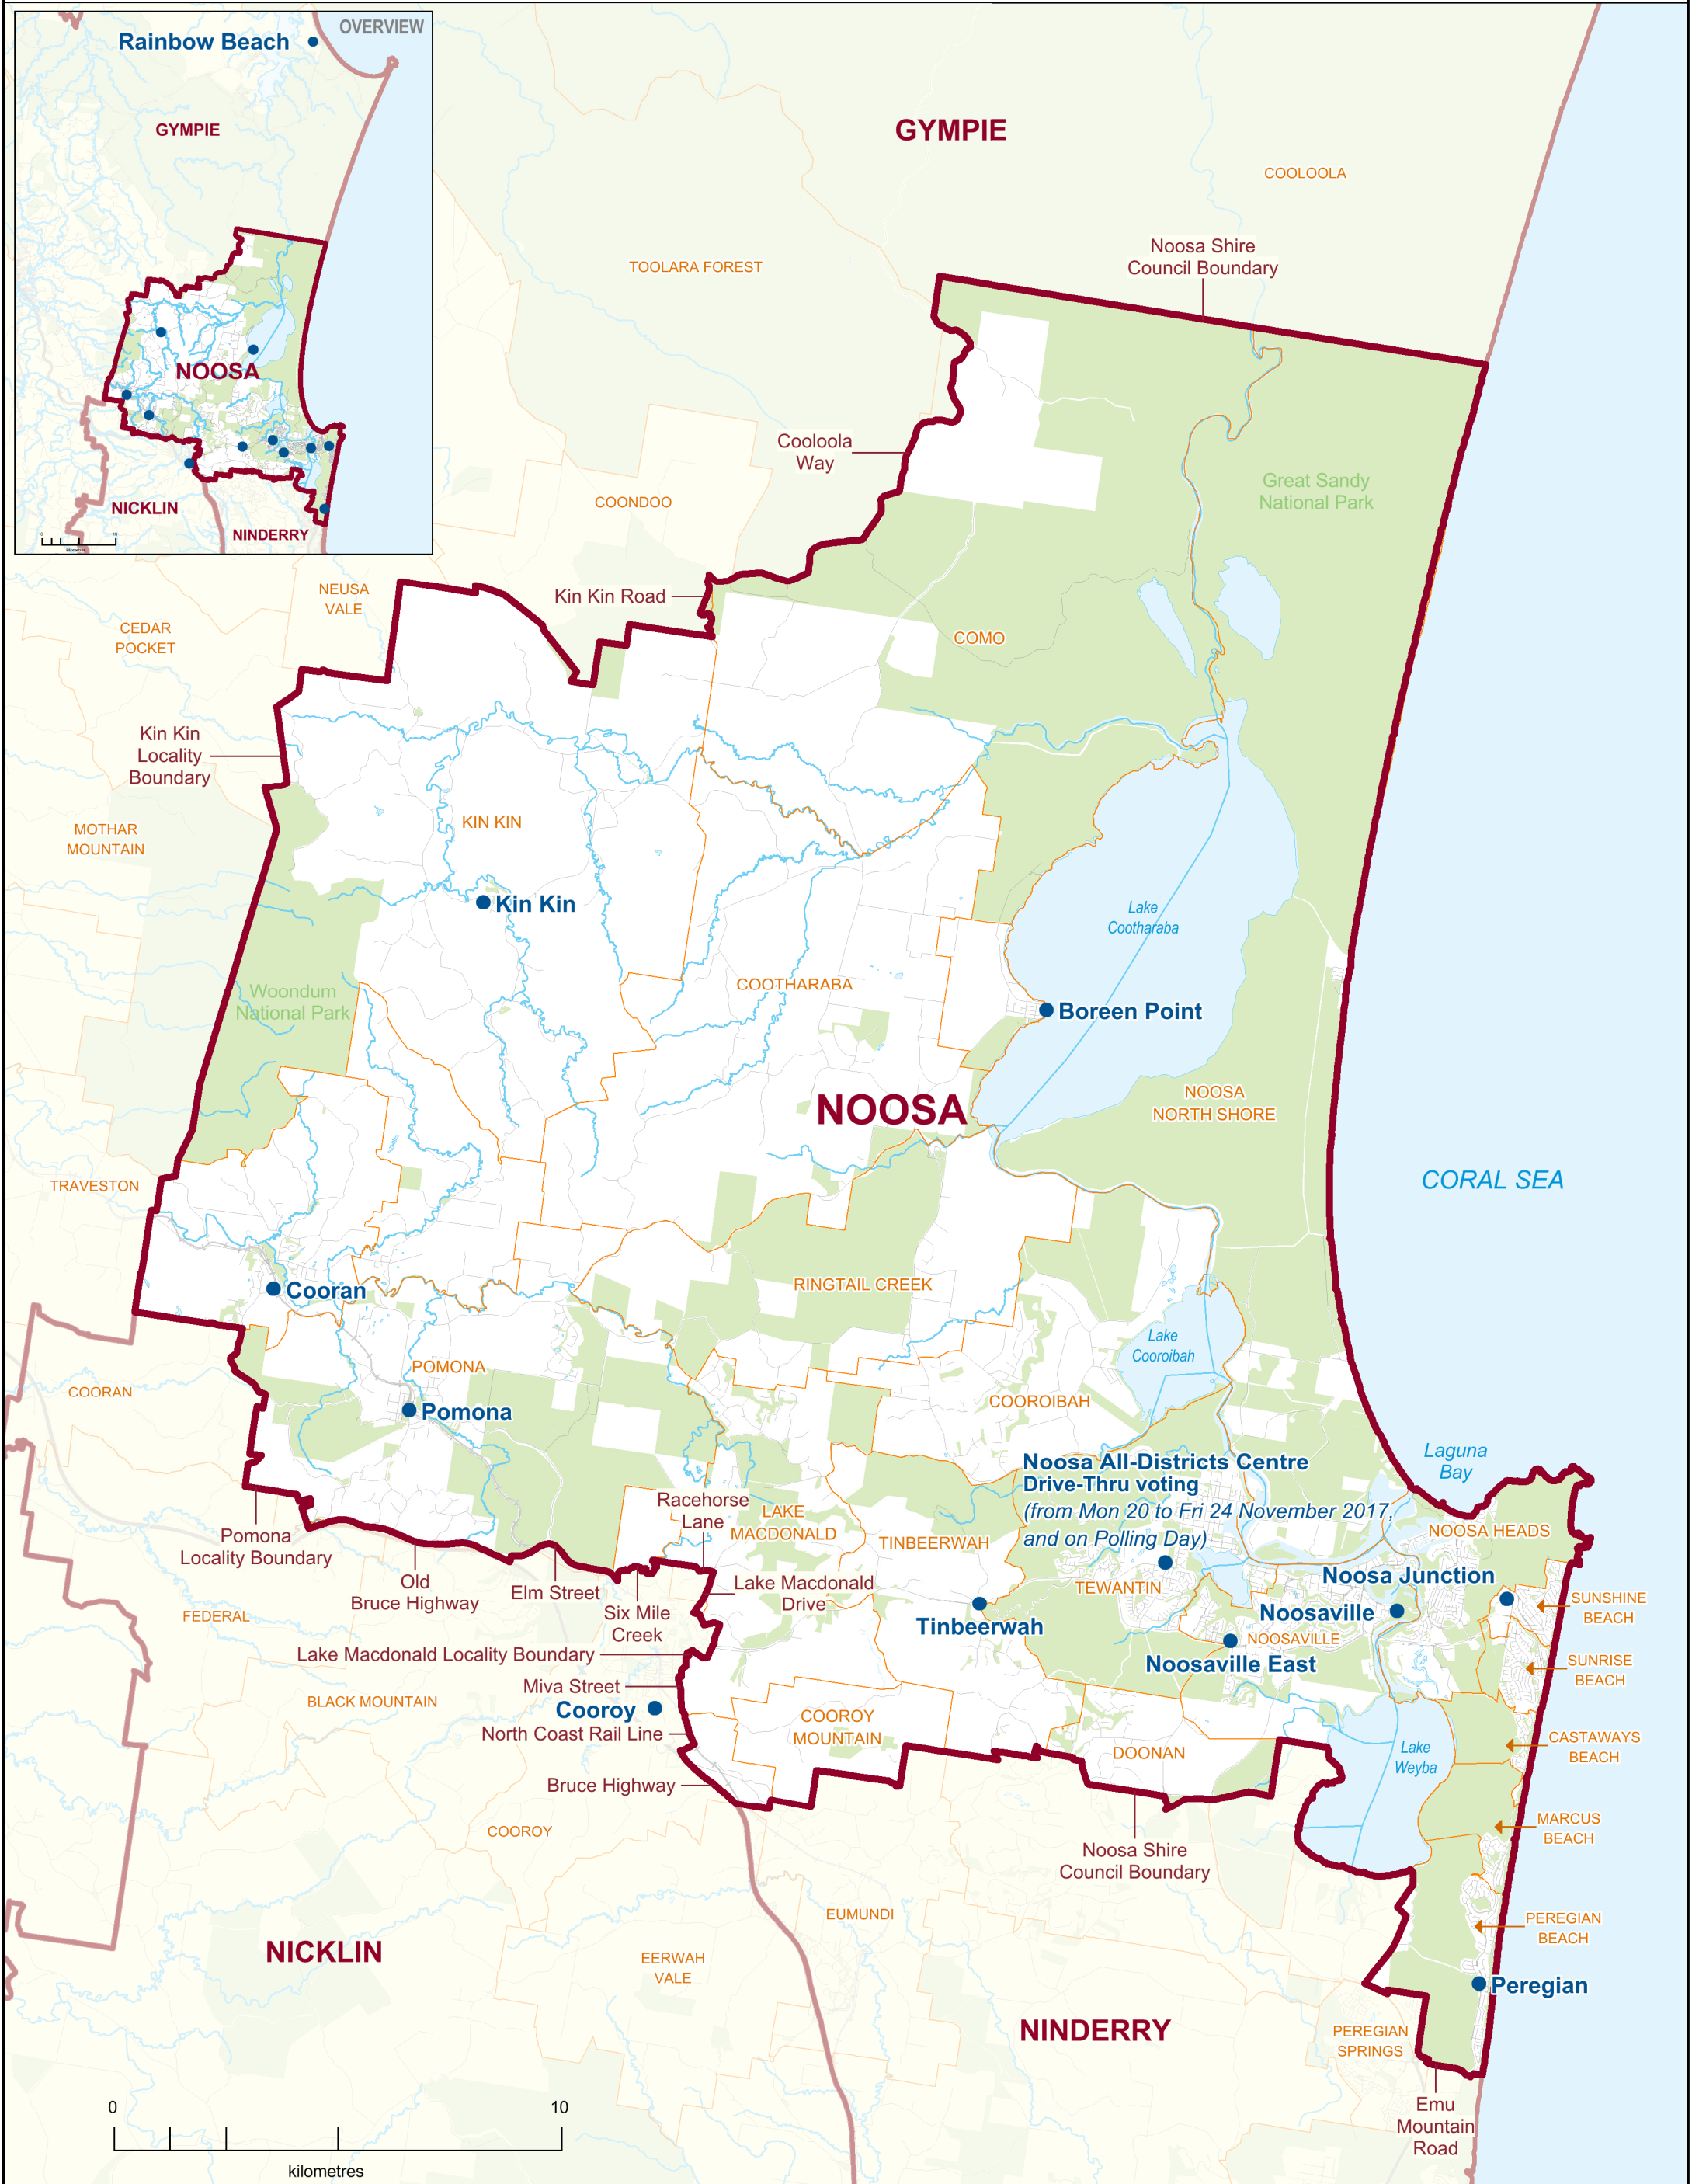 OVERVIEW
Rainbow Beach
GYMPIE
NOOSA
NICKLIN
NINDERRY
GYMPIE
COOLOOLA
Noosa Shire
Council Boundary
TOOLARA FOREST
Cooloola
Way
Great Sandy
National Park
COONDOO
NEUSA
VALE
Kin Kin Road
CEDAR
POCKET
COMO
Kin Kin
Locality
Boundary
KIN KIN
MOTHAR
MOUNTAIN
Kin Kin
Lake
Cootharaba
COOTHARABA
Woondum
National Park
Boreen Point
NOOSA
NOOSA
NORTH SHORE
TRAVESTON
CORAL SEA
Cooran
RINGTAIL CREEK
Lake
Cooroibah
POMONA
COORAN
COOROIBAH
Pomona
Laguna
Bay
Noosa All-Districts Centre
Drive-Thru voting
(from Mon 20 to Fri 24 November 2017,
and on Polling Day)
Racehorse
Lane
LAKE
MACDONALD
NOOSA HEADS
Pomona
Locality Boundary
TINBEERWAH
Old
Bruce Highway
Elm Street
Lake Macdonald
Drive
TEWANTIN
Noosa Junction
SUNSHINE
BEACH
FEDERAL
Six Mile
Creek
Tinbeerwah
Noosaville
NOOSAVILLE
Lake Macdonald Locality Boundary
Noosaville East
SUNRISE
BEACH
Miva Street
BLACK MOUNTAIN
Cooroy
COOROY
MOUNTAIN
North Coast Rail Line
DOONAN
Lake
Weyba
CASTAWAYS
BEACH
Bruce Highway
MARCUS
BEACH
COOROY
Noosa Shire
Council Boundary
EUMUNDI
PEREGIAN
BEACH
NICKLIN
EERWAH
VALE
Peregian
NINDERRY
PEREGIAN
SPRINGS
Emu
Mountain
Road
0 10
kilometres